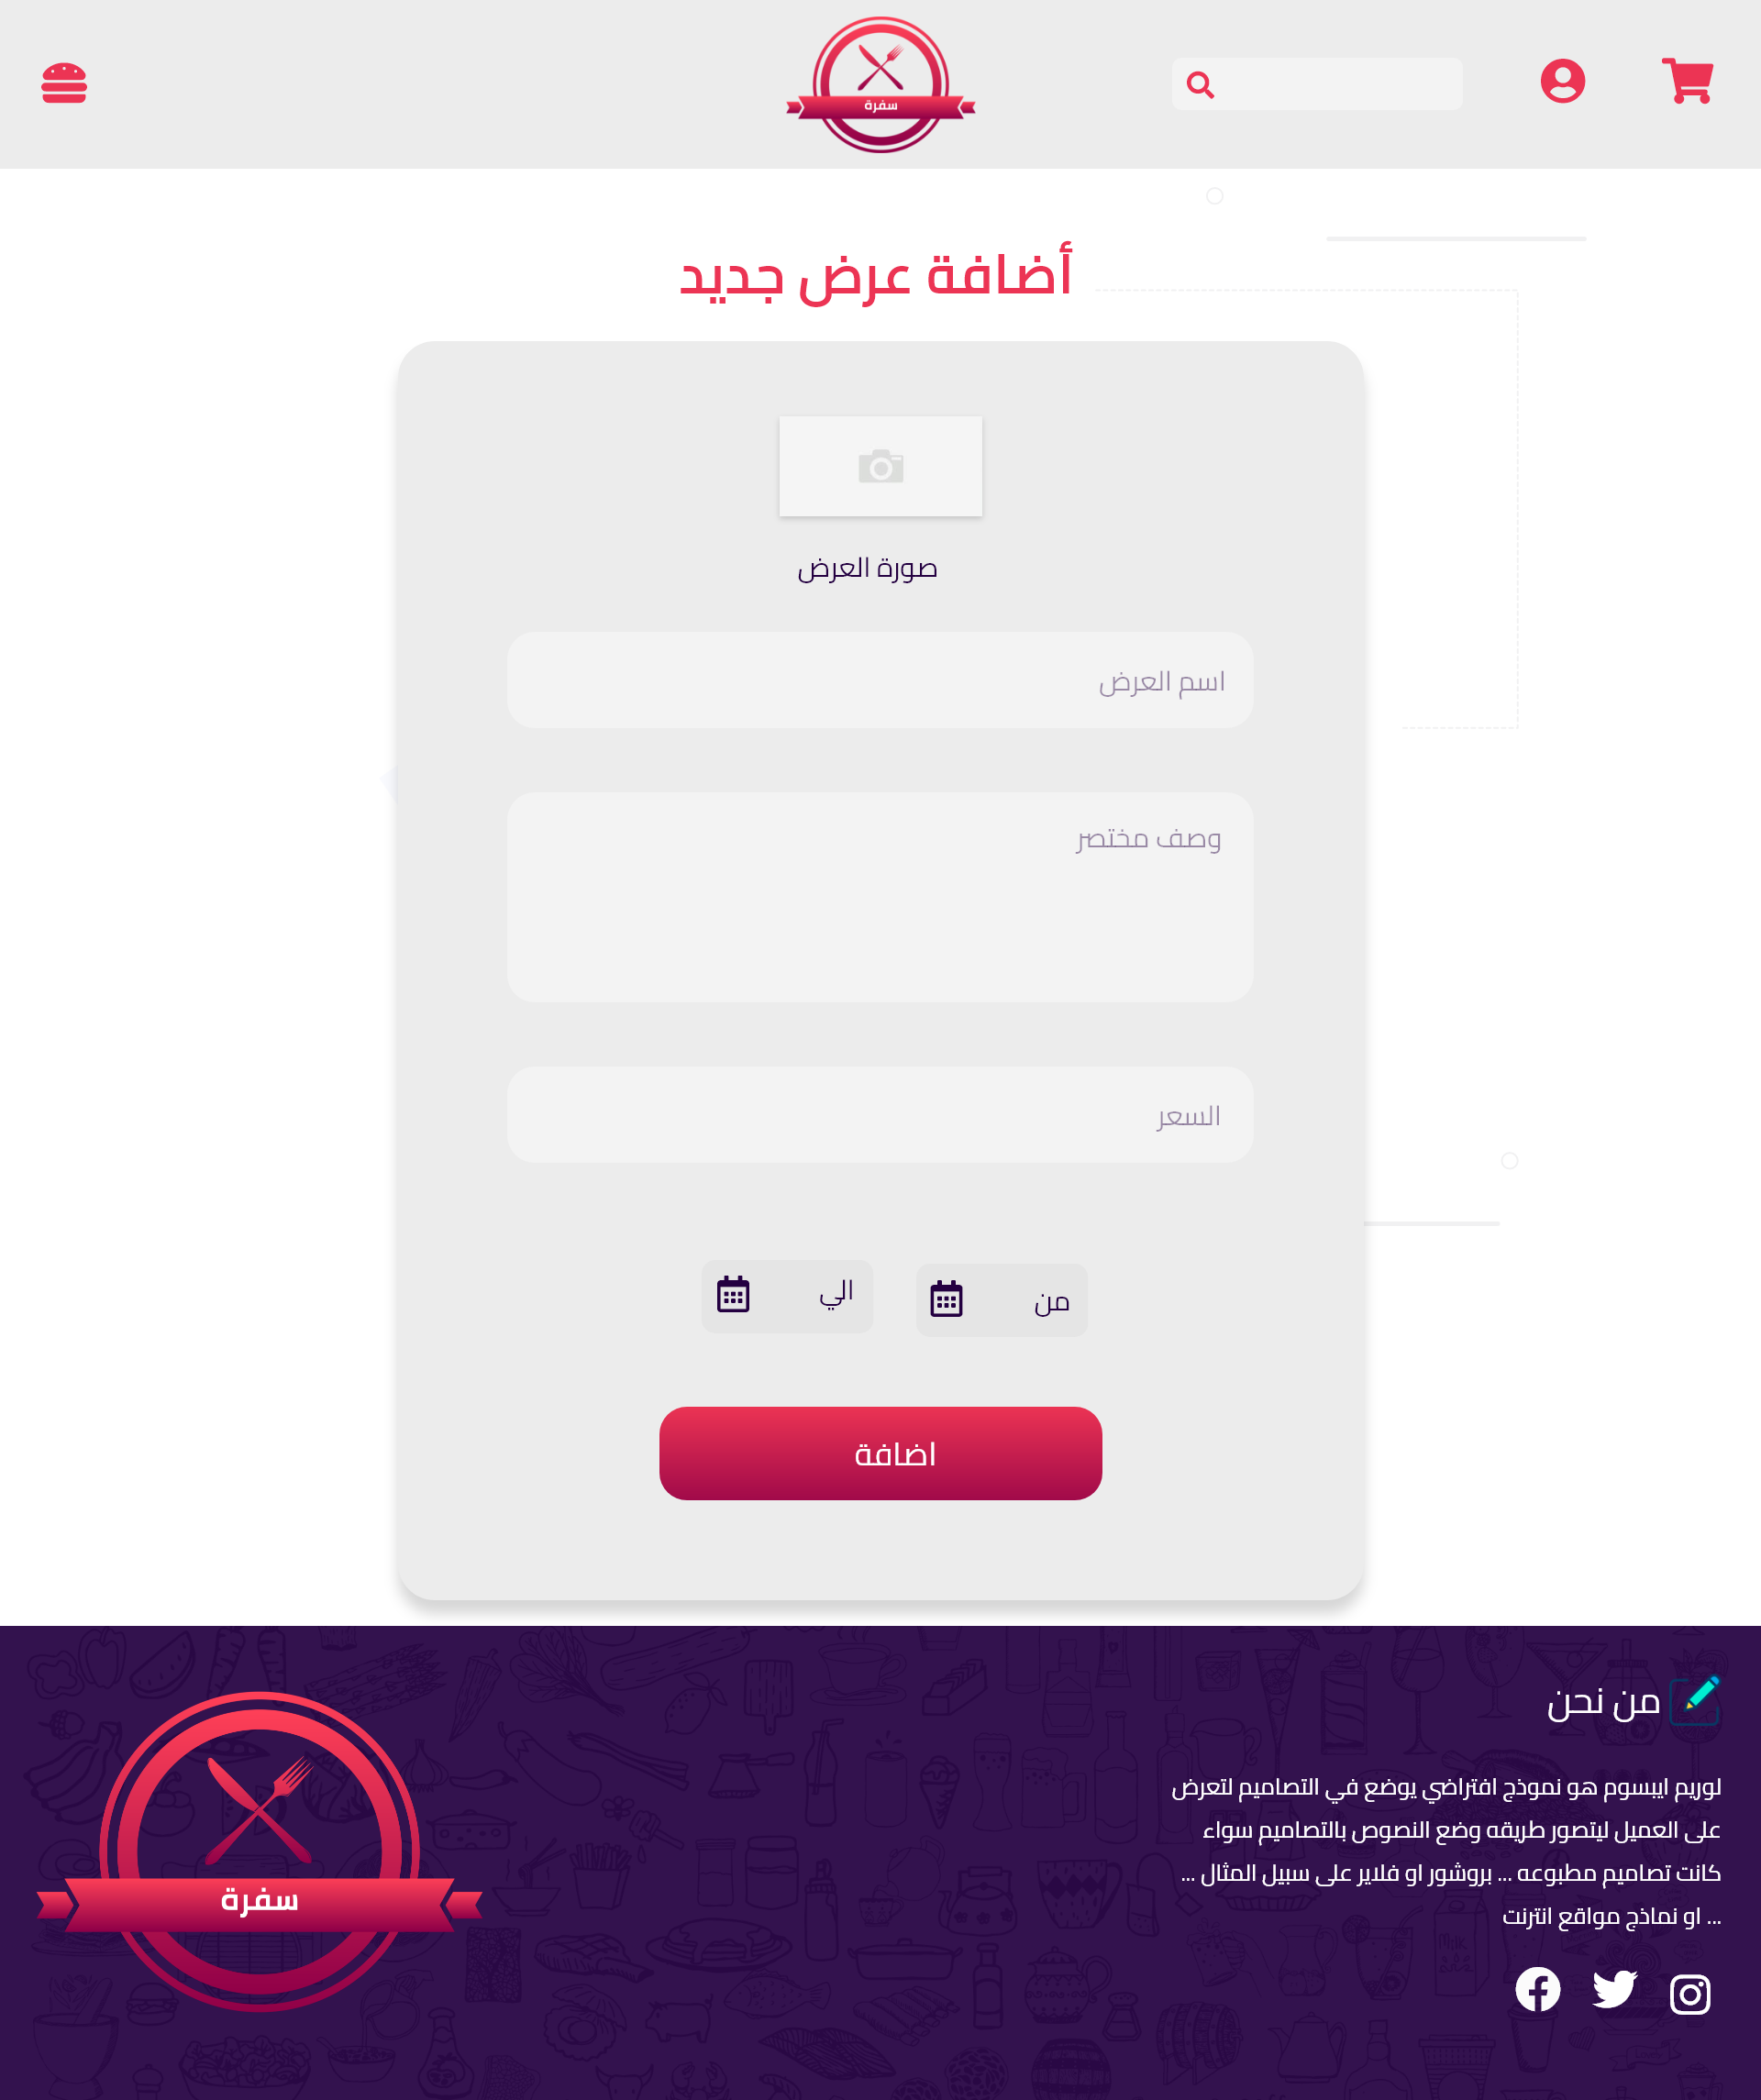 سفرة
أضافة عرض جديد
صورة العرض
اسم العرض
وصف مختصر
السعر
من
الي
اضافة
من نحن
لوريم ايبسوم هو نموذج افتراضي يوضع في التصاميم لتعرض
على العميل ليتصور طريقه وضع النصوص بالتصاميم سواء
كانت تصاميم مطبوعه ... بروشور او فلاير على سبيل المثال ...
... او نماذج مواقع انترنت
سفرة